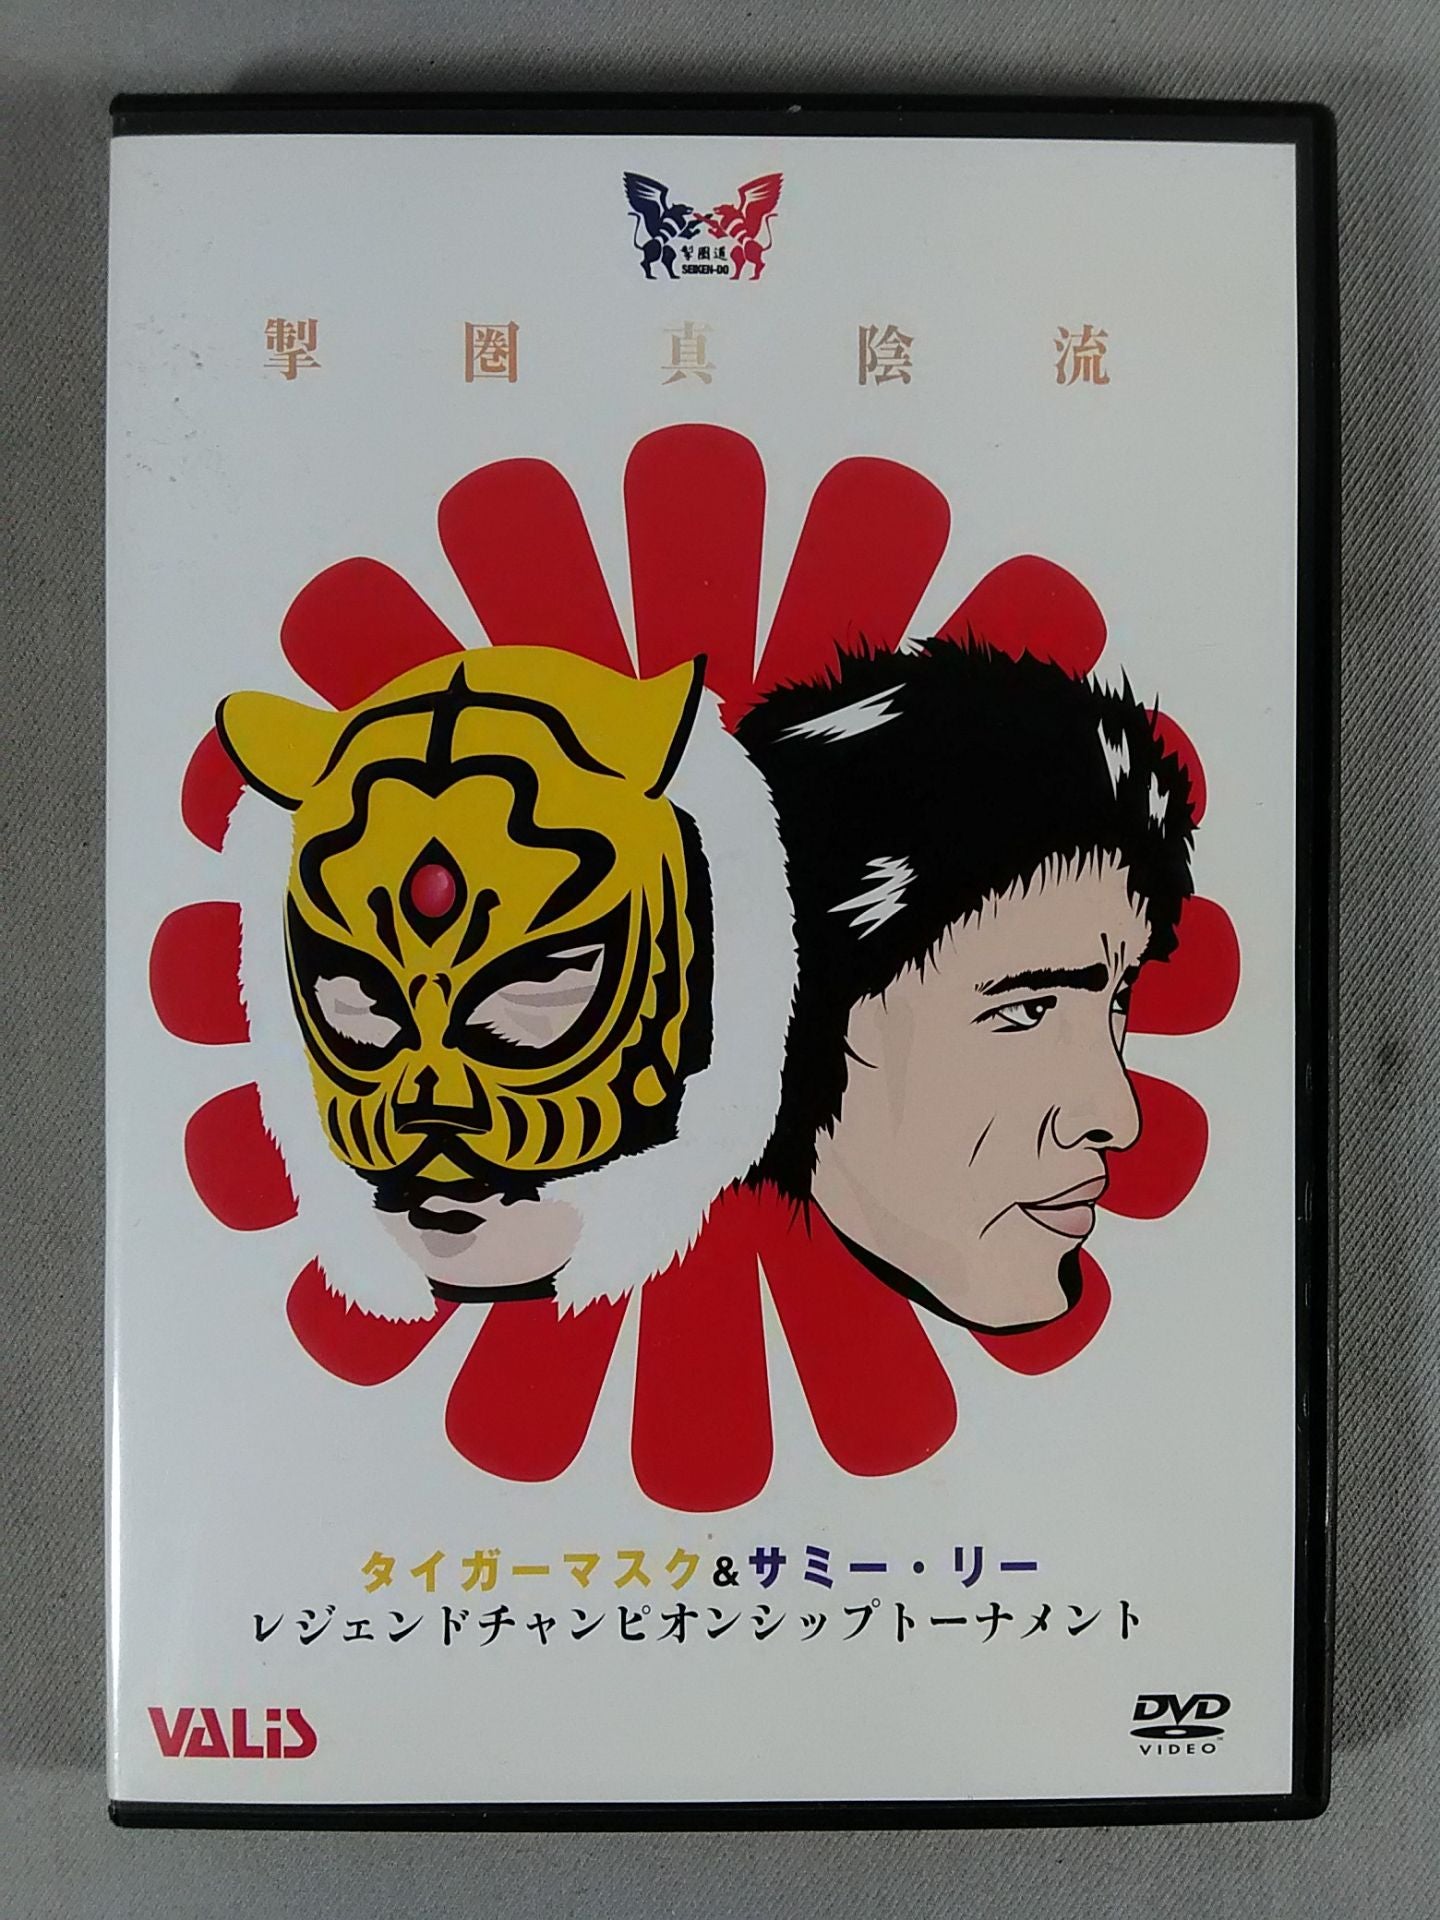 掣圏道
SEIKEN-DO
掣圏真陰流
タイガーマスク&サミー・リー
レジェンドチャンピオンシップトーナメント
VALiS
DVD
VIDEO